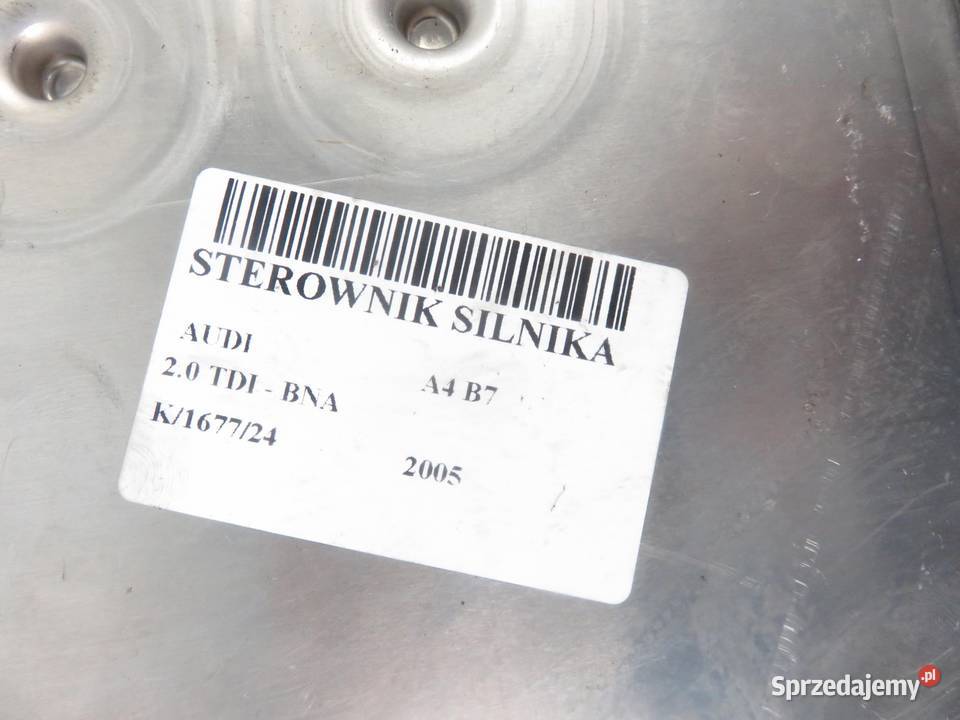 STEROWNIK SILNIKA
AUDI A4 B7
2.0 TDI - BNA
K/1677/24 2005
Sprzedajemy.pl